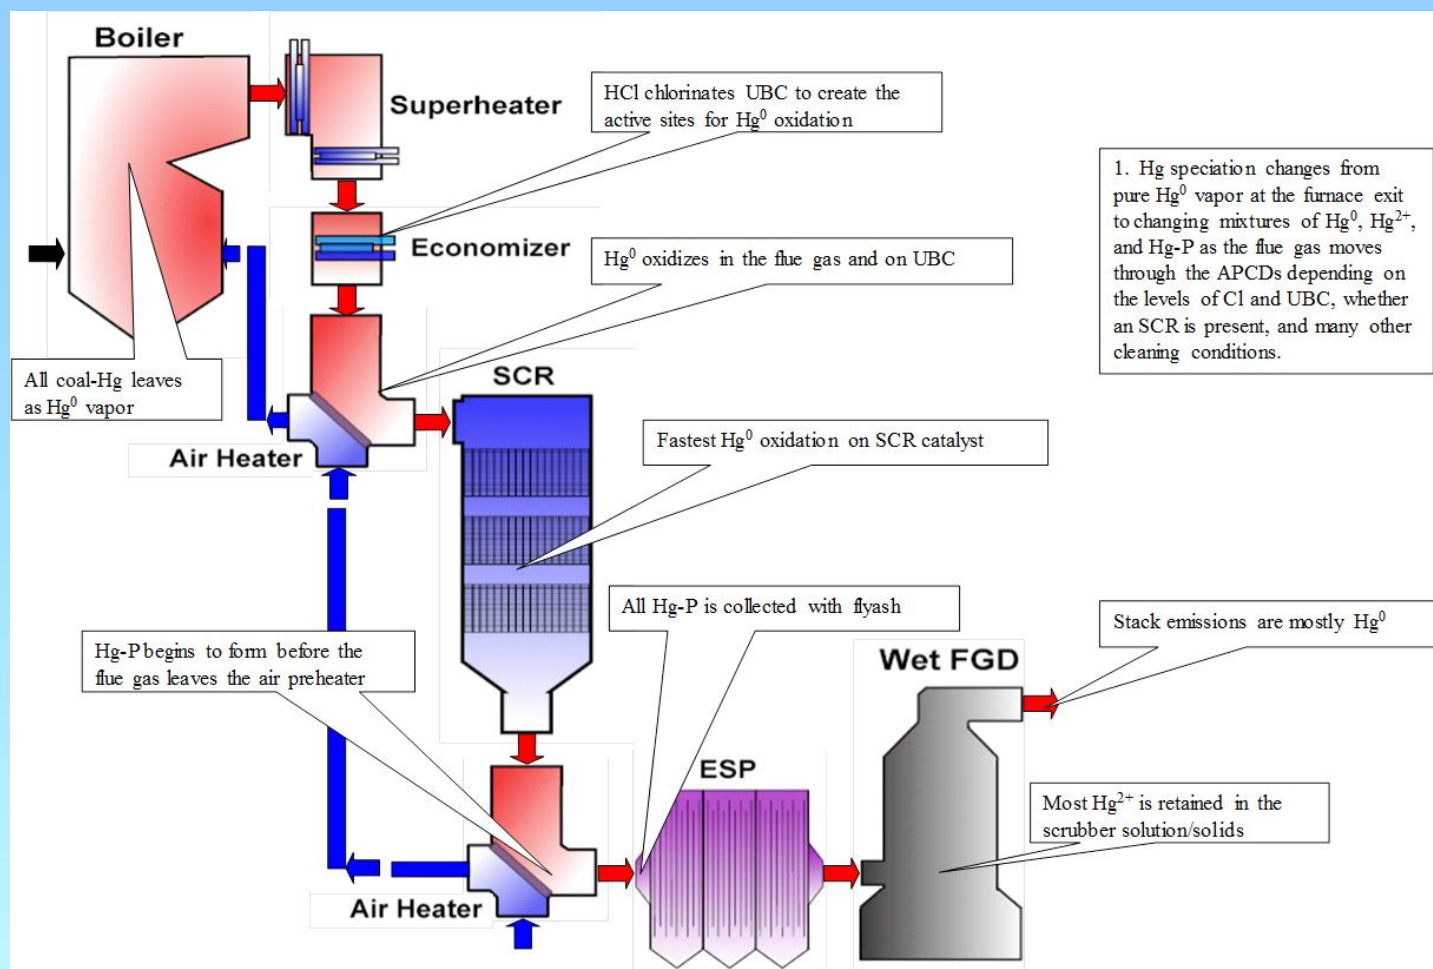 Boiler
Superheater
HCl chlorinates UBC to create the
active sites for Hg⁰ oxidation
1. Hg speciation changes from
pure Hg⁰ vapor at the furnace exit
to changing mixtures of Hg⁰, Hg²⁺,
and Hg-P as the flue gas moves
through the APCDs depending on
the levels of Cl and UBC, whether
an SCR is present, and many other
cleaning conditions.
Economizer
Hg⁰ oxidizes in the flue gas and on UBC
All coal-Hg leaves
as Hg⁰ vapor
SCR
Air Heater
Fastest Hg⁰ oxidation on SCR catalyst
All Hg-P is collected with flyash
Stack emissions are mostly Hg⁰
Hg-P begins to form before the
flue gas leaves the air preheater
Wet FGD
ESP
Most Hg²⁺ is retained in the
scrubber solution/solids
Air Heater